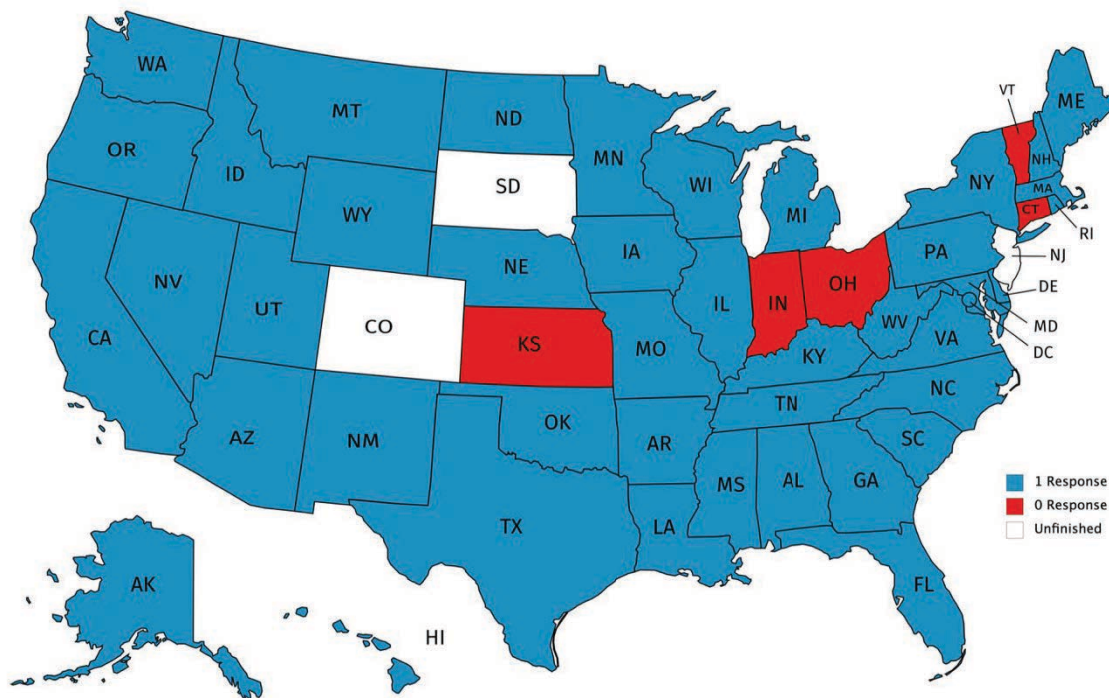 WA
MT
ND
MN
OR
ID
SD
WI
MI
VT
ME
NH
NY
MA
CT
RI
WY
IA
NE
PA
NJ
NV
UT
CO
IL
IN
OH
DE
CA
KS
MO
KY
WV
VA
MD
DC
AZ
NM
OK
AR
TN
NC
SC
MS
AL
GA
TX
LA
FL
AK
HI
1 Response
0 Response
Unfinished